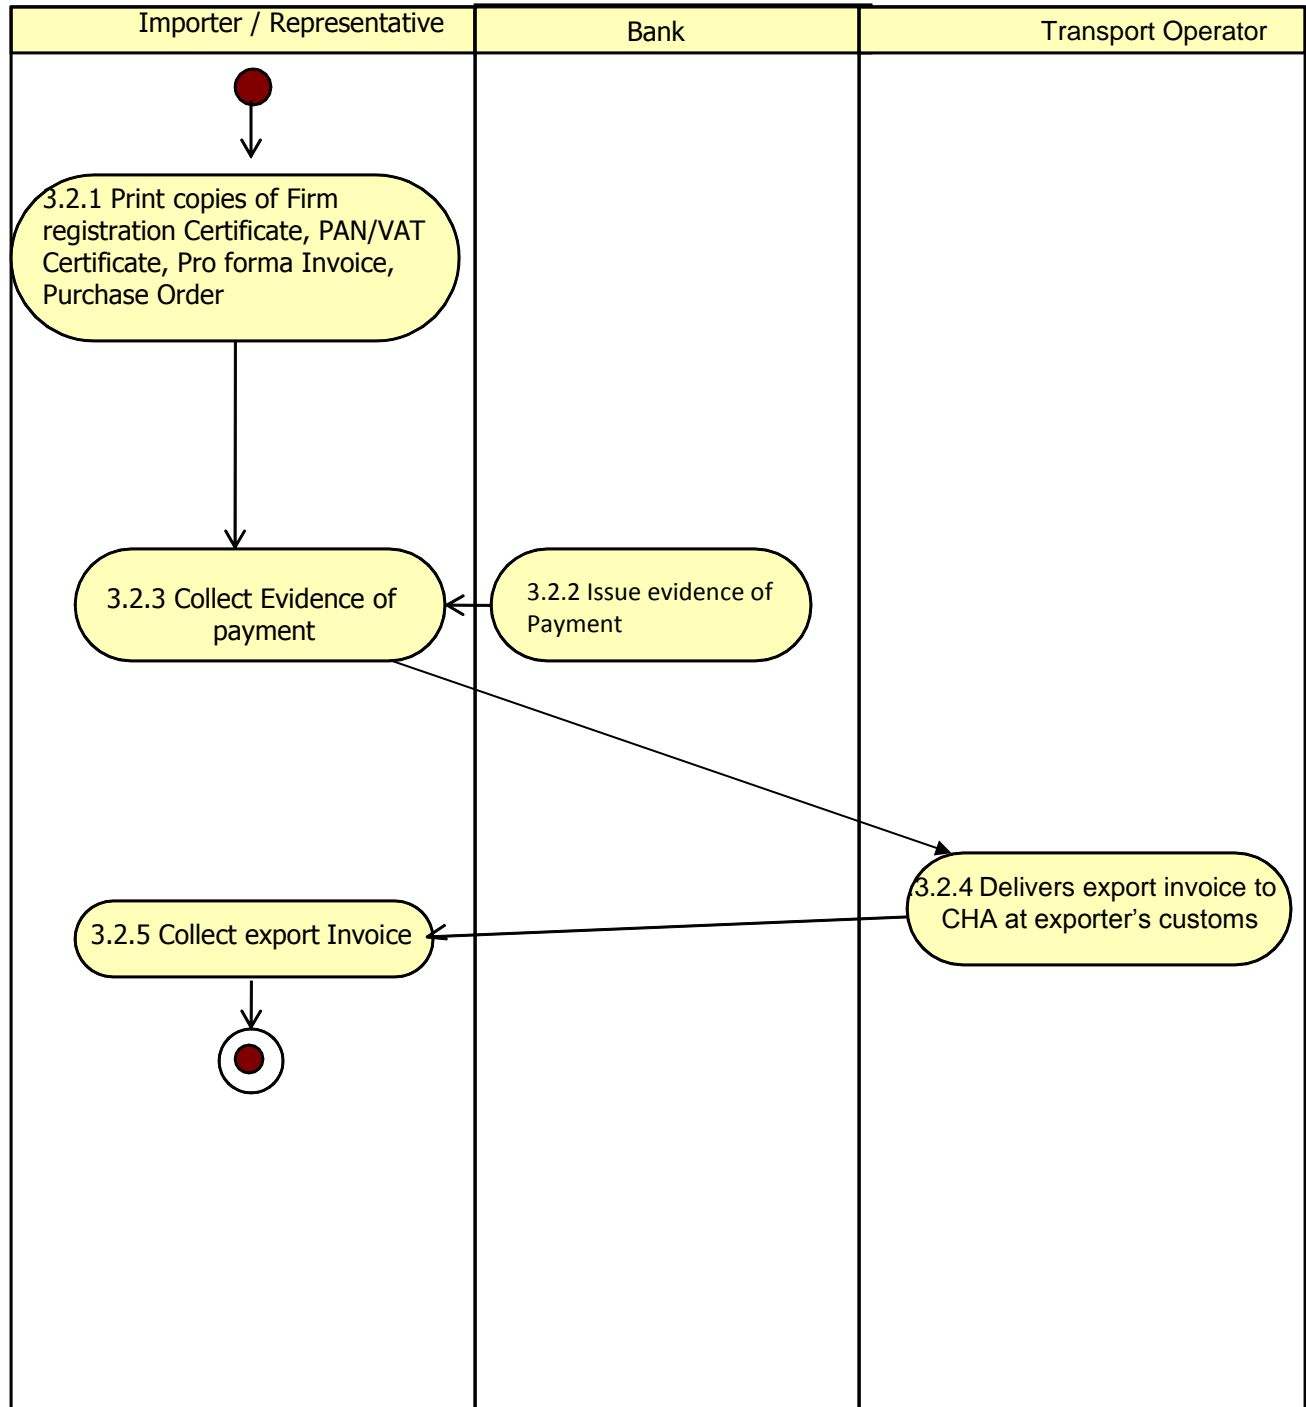 Importer / Representative
Bank
Transport Operator
3.2.1 Print copies of Firm
registration Certificate, PAN/VAT
Certificate, Pro forma Invoice,
Purchase Order
3.2.3 Collect Evidence of
payment
3.2.2 Issue evidence of
Payment
.3.2.4 Delivers export invoice to
CHA at exporter’s customs
3.2.5 Collect export Invoice